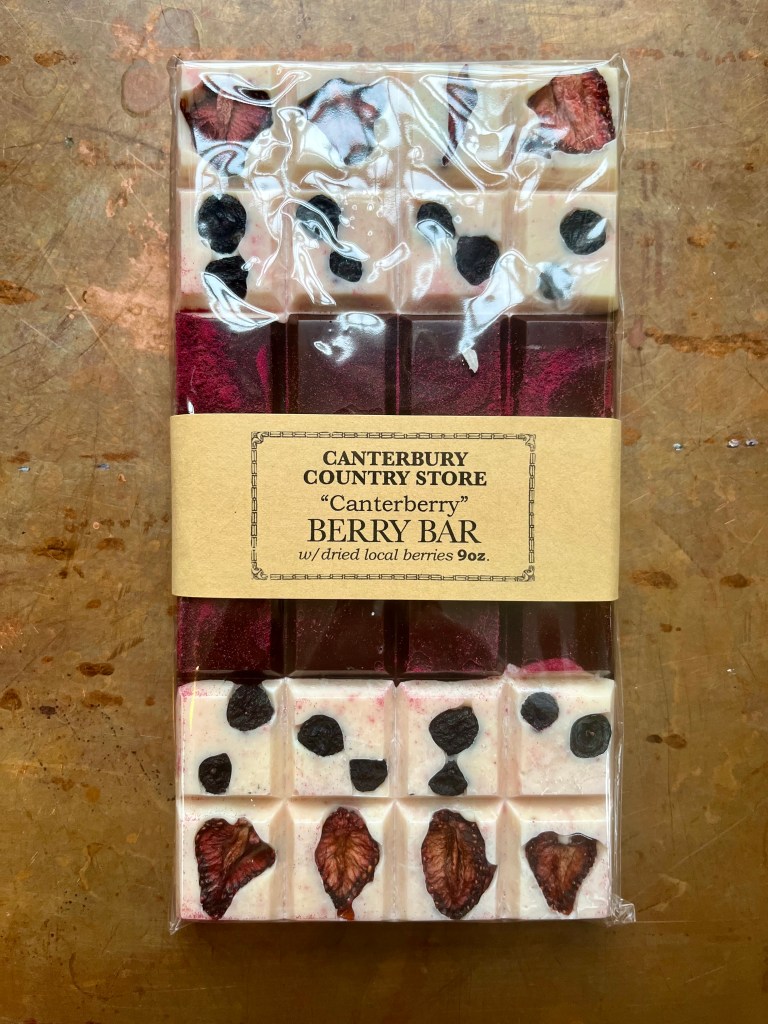 CANTERBURY
COUNTRY STORE
“Canterberry”
BERRY BAR
w/ dried local berries 9oz.